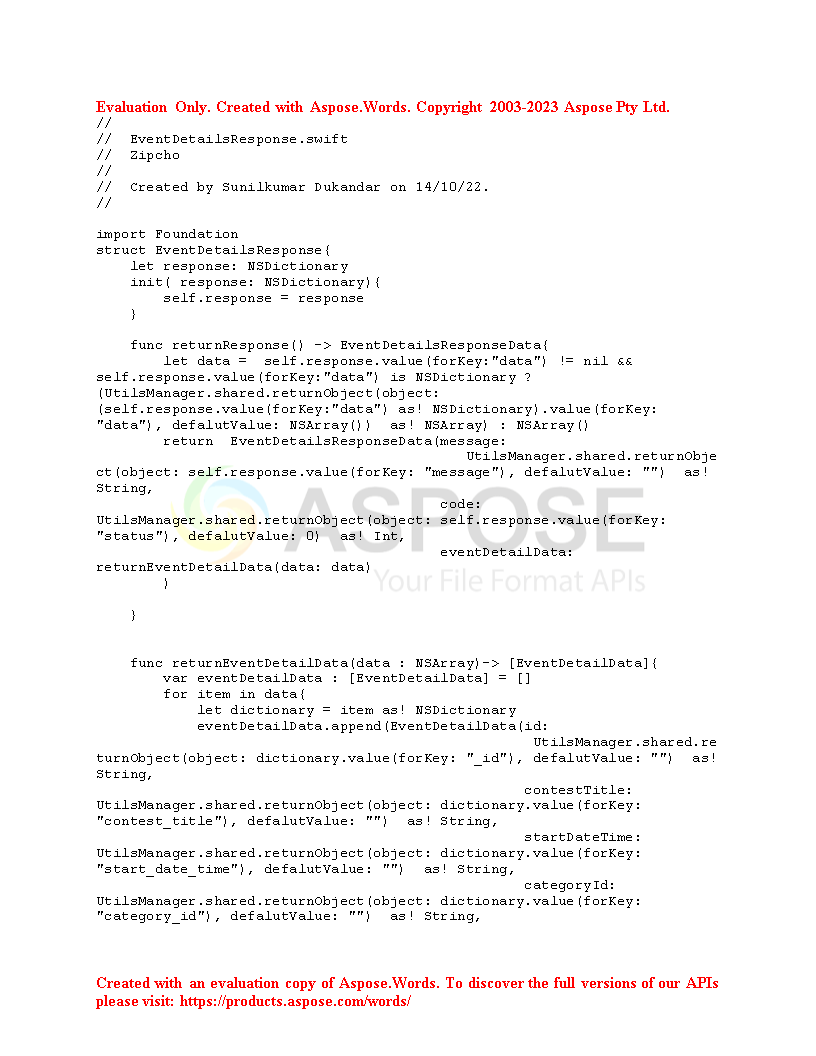 Evaluation Only. Created with Aspose.Words. Copyright 2003-2023 Aspose Pty Ltd.
//
//  EventDetailsResponse.swift
//  Zipcho
//
//  Created by Sunilkumar Dukandar on 14/10/22.
//
import Foundation
struct EventDetailsResponse{
    let response: NSDictionary
    init( response: NSDictionary){
        self.response = response
    }
    func returnResponse() -> EventDetailsResponseData{
        let data =  self.response.value(forKey:"data") != nil &&
self.response.value(forKey:"data") is NSDictionary ?
(UtilsManager.shared.returnObject(object:
(self.response.value(forKey:"data") as! NSDictionary).value(forKey:
"data"), defalutValue: NSArray())  as! NSArray) : NSArray()
        return  EventDetailsResponseData(message:
UtilsManager.shared.returnObje
ct(object: self.response.value(forKey: "message"), defalutValue: "")  as!
String,
code:
UtilsManager.shared.returnObject(object: self.response.value(forKey:
"status"), defalutValue: 0)  as! Int,
eventDetailData:
returnEventDetailData(data: data)
        )
    }
    func returnEventDetailData(data : NSArray)-> [EventDetailData]{
        var eventDetailData : [EventDetailData] = []
        for item in data{
            let dictionary = item as! NSDictionary
            eventDetailData.append(EventDetailData(id:
UtilsManager.shared.re
turnObject(object: dictionary.value(forKey: "_id"), defalutValue: "")  as!
String,
contestTitle:
UtilsManager.shared.returnObject(object: dictionary.value(forKey:
"contest_title"), defalutValue: "")  as! String,
startDateTime:
UtilsManager.shared.returnObject(object: dictionary.value(forKey:
"start_date_time"), defalutValue: "")  as! String,
categoryId:
UtilsManager.shared.returnObject(object: dictionary.value(forKey:
"category_id"), defalutValue: "")  as! String,
ASPOSE
Your File Format APIs
Created with an evaluation copy of Aspose.Words. To discover the full versions of our APIs
please visit: https://products.aspose.com/words/